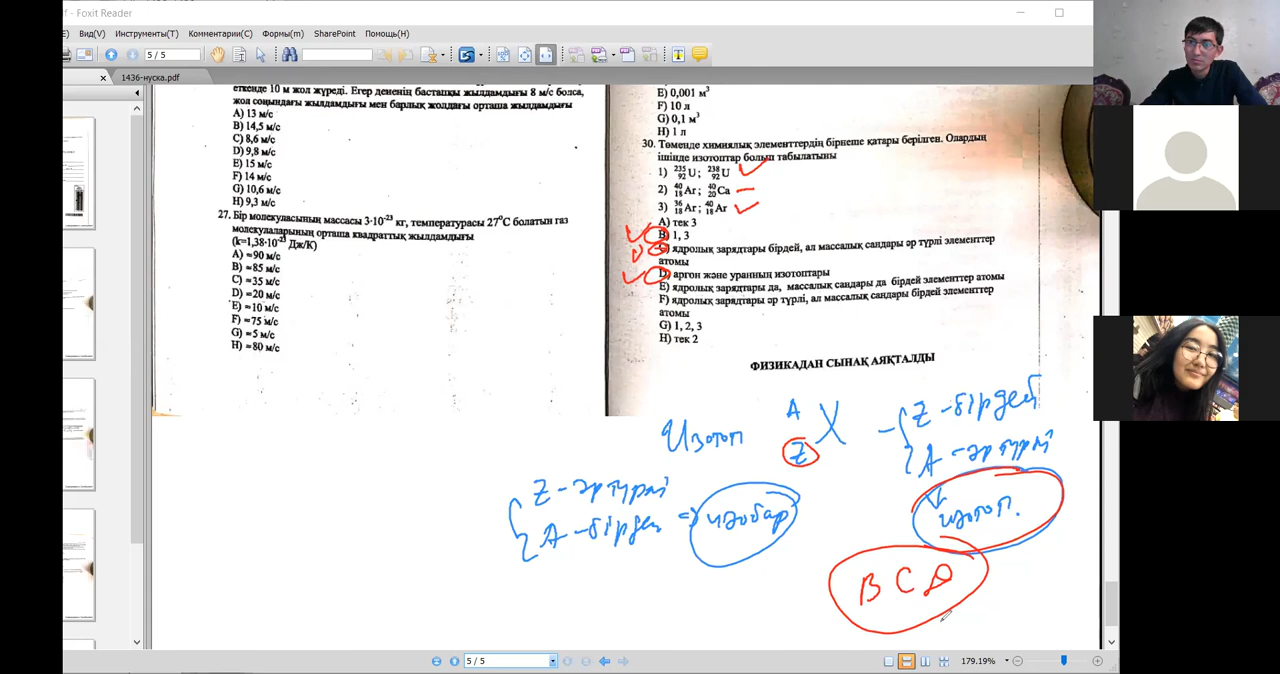 .pdf - Foxit Reader
Вид(V) Инструменты(T) Комментарии(C) Формы(m) SharePoint Помощь(H)
5 / 5
1436-нуска.pdf
еткенде 10 м жол жүреді. Егер дененің бастапқы жылдамдығы 8 м/с болса,
жол соңындағы жылдамдығы мен барлық жолдағы орташа жылдамдығы
A) 13 м/с
B) 14,5 м/с
C) 8,6 м/с
D) 9,8 м/с
E) 15 м/с
F) 14 м/с
G) 10,6 м/с
H) 9,3 м/с
27. Бір молекуласының массасы 3·10⁻²³ кг, температурасы 27⁰C болатын газ
молекулаларының орташа квадраттық жылдамдығы
(k=1,38·10⁻²³ Дж/К)
A) ≈90 м/с
B) ≈85 м/с
C) ≈35 м/с
D) ≈20 м/с
E) ≈10 м/с
F) ≈75 м/с
G) ≈5 м/с
H) ≈80 м/с
E) 0,001 м³
F) 10 л
G) 0,1 м³
H) 1 л
30. Төменде химиялық элементтердің бірнеше қатары берілген. Олардың
ішінде изотоптар болып табылатыны
1) ²³⁵₉₂U; ²³⁸₉₂U
2) ⁴⁰₁₈Ar; ⁴⁰₂₀Ca
3) ³⁶₁₈Ar; ⁴⁰₁₈Ar
A) тек 3
B) 1, 3
C) ядролық зарядтары бірдей, ал массалық сандары әр түрлі элементтер
атомы
D) аргон және уранның изотоптары
E) ядролық зарядтары да, массалық сандары да бірдей элементтер атомы
F) ядролық зарядтары әр түрлі, ал массалық сандары бірдей элементтер
атомы
G) 1, 2, 3
H) тек 2
ФИЗИКАДАН СЫНАҚ АЯҚТАЛДЫ
Изотоп A Z X - Z - бірдей
A - әртүрлі
изотоп.
Z - әртүрлі
A - бірдей => изобар
B C D
5 / 5
179.19%